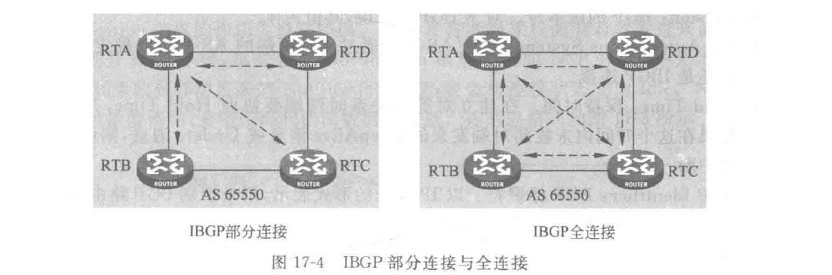 RTA
RTD
ROUTER
ROUTER
RTB
RTC
ROUTER
ROUTER
AS 65550
IBGP部分连接
RTA
RTD
ROUTER
ROUTER
RTB
RTC
ROUTER
ROUTER
AS 65550
IBGP全连接
图 17-4 IBGP 部分连接与全连接